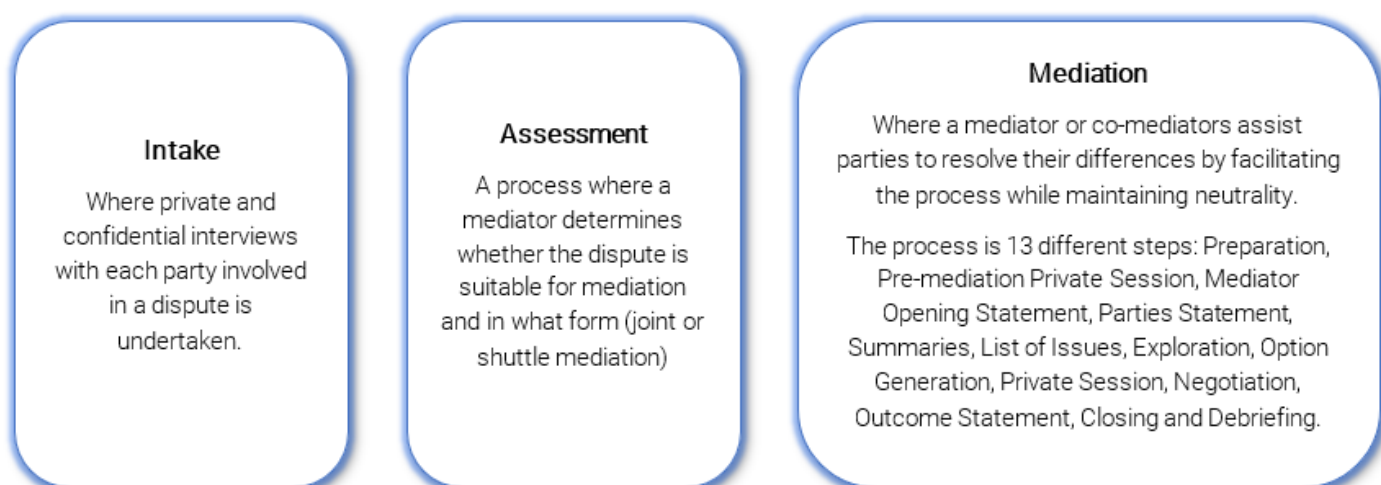 Intake
Where private and
confidential interviews
with each party involved
in a dispute is
undertaken.
Assessment
A process where a
mediator determines
whether the dispute is
suitable for mediation
and in what form (joint or
shuttle mediation)
Mediation
Where a mediator or co-mediators assist
parties to resolve their differences by facilitating
the process while maintaining neutrality.
The process is 13 different steps: Preparation,
Pre-mediation Private Session, Mediator
Opening Statement, Parties Statement,
Summaries, List of Issues, Exploration, Option
Generation, Private Session, Negotiation,
Outcome Statement, Closing and Debriefing.